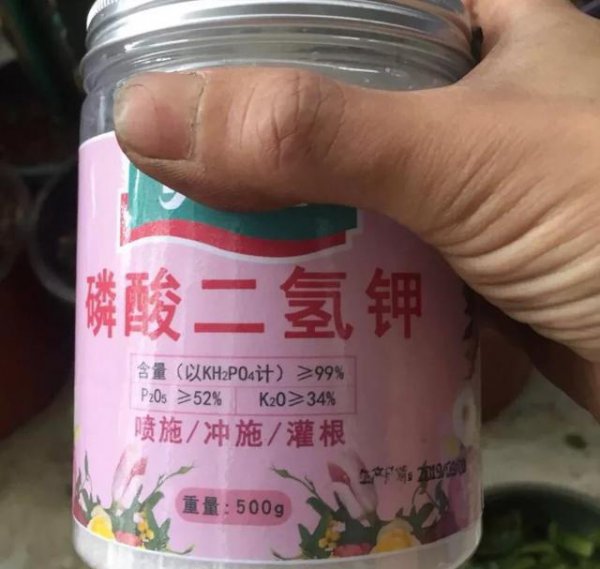 磷酸二氢钾
含量（以KH₂PO₄计）≥99%
P₂O₅ ≥52% K₂O≥34%
喷施/冲施/灌根
重量: 500g